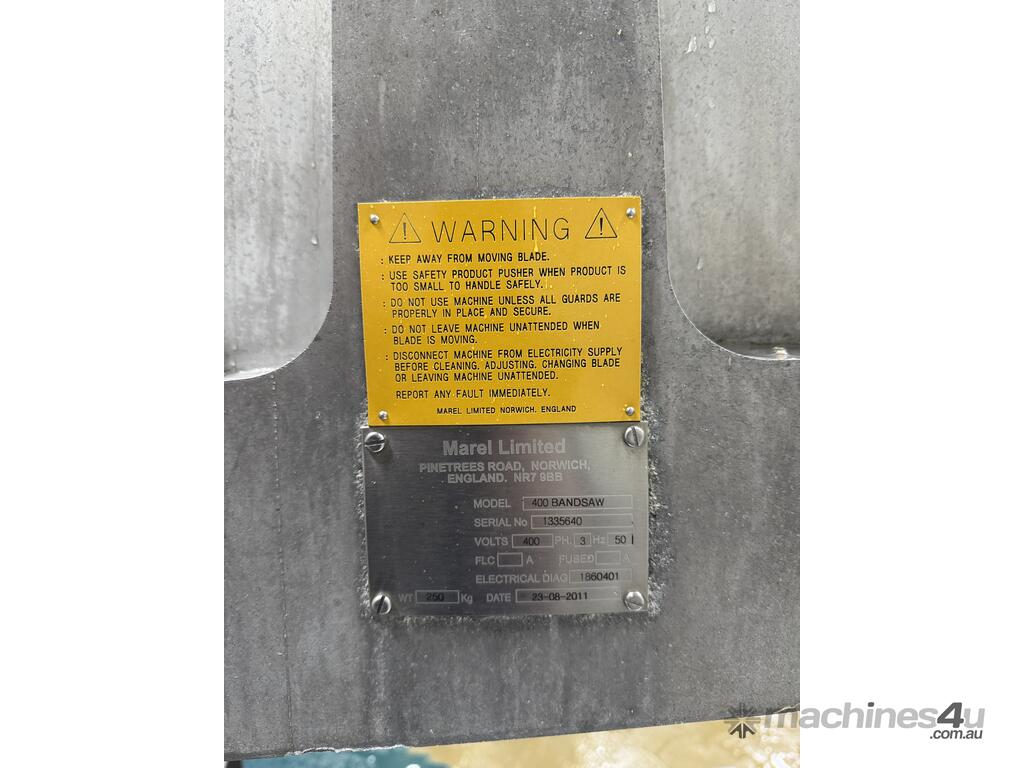 WARNING
: KEEP AWAY FROM MOVING BLADE.
: USE SAFETY PRODUCT PUSHER WHEN PRODUCT IS
TOO SMALL TO HANDLE SAFELY.
: DO NOT USE MACHINE UNLESS ALL GUARDS ARE
PROPERLY IN PLACE AND SECURE.
: DO NOT LEAVE MACHINE UNATTENDED WHEN
BLADE IS MOVING.
: DISCONNECT MACHINE FROM ELECTRICITY SUPPLY
BEFORE CLEANING, ADJUSTING, CHANGING BLADE
OR LEAVING MACHINE UNATTENDED.
REPORT ANY FAULT IMMEDIATELY.
MAREL LIMITED NORWICH. ENGLAND
Marel Limited
PINETREES ROAD, NORWICH,
ENGLAND. NR7 9BB
MODEL 400 BANDSAW
SERIAL No 1335640
VOLTS 400 PH. 3 Hz 50
FLC A FUSED A
ELECTRICAL DIAG 1860401
WT 250 Kg DATE 23-08-2011
machines4u
.com.au